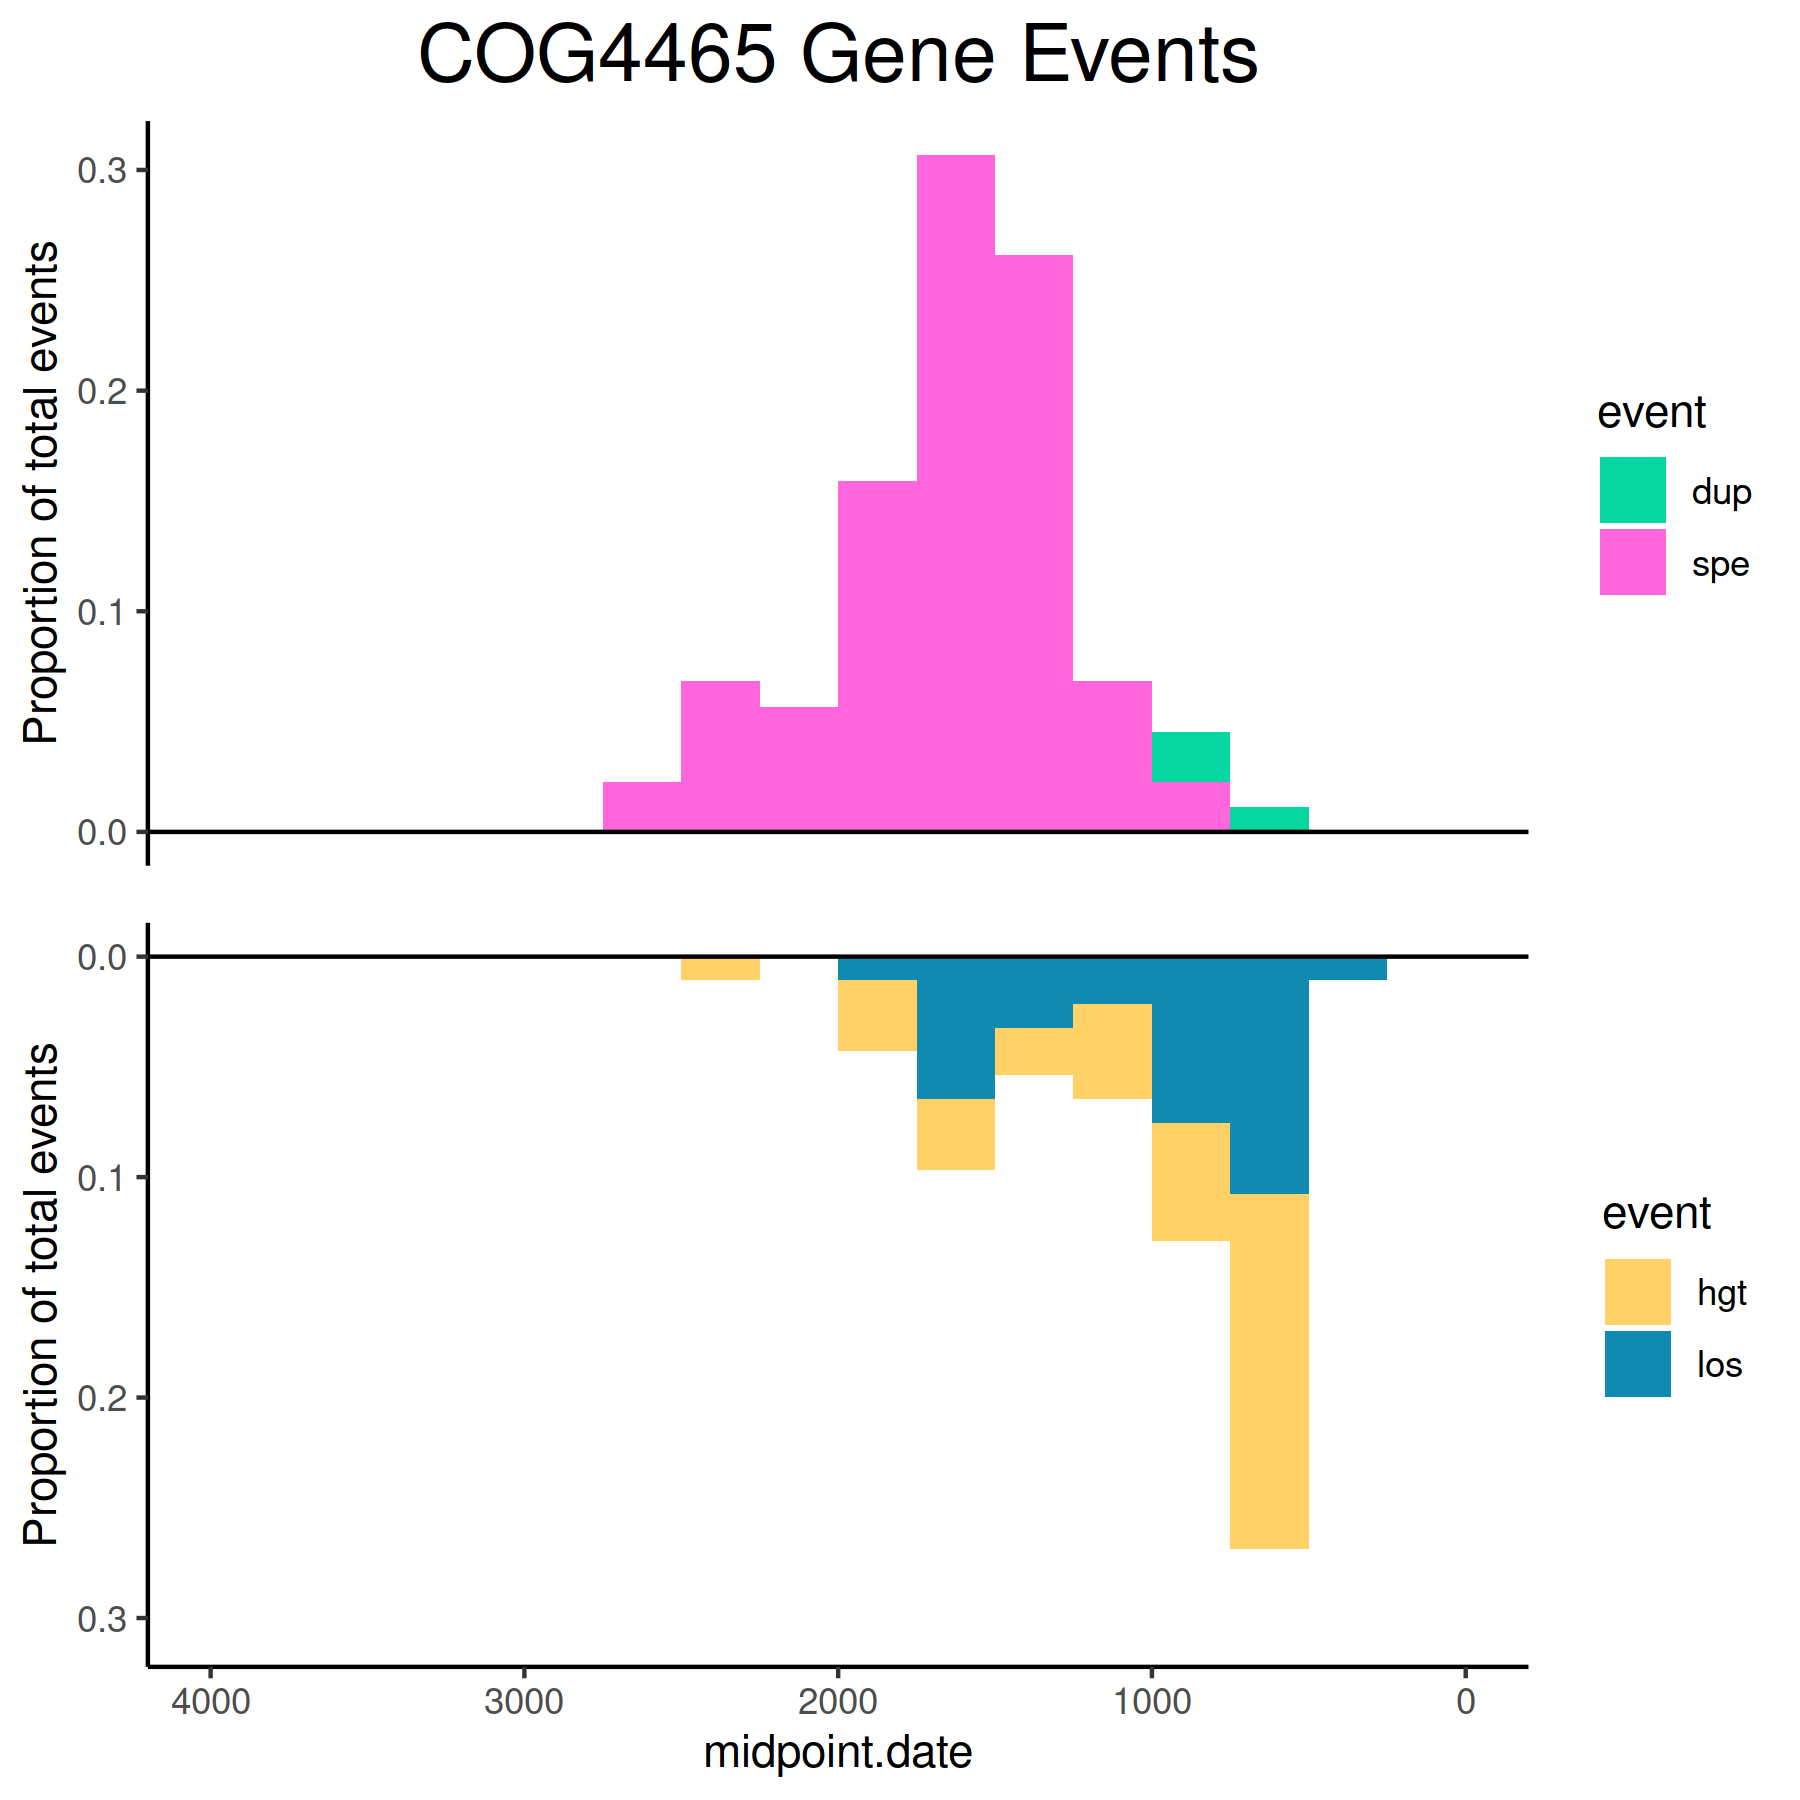 COG4465 Gene Events
Proportion of total events
0.3
0.2
0.1
0.0
event
dup
spe
Proportion of total events
0.0
0.1
0.2
0.3
event
hgt
los
4000 3000 2000 1000 0
midpoint.date